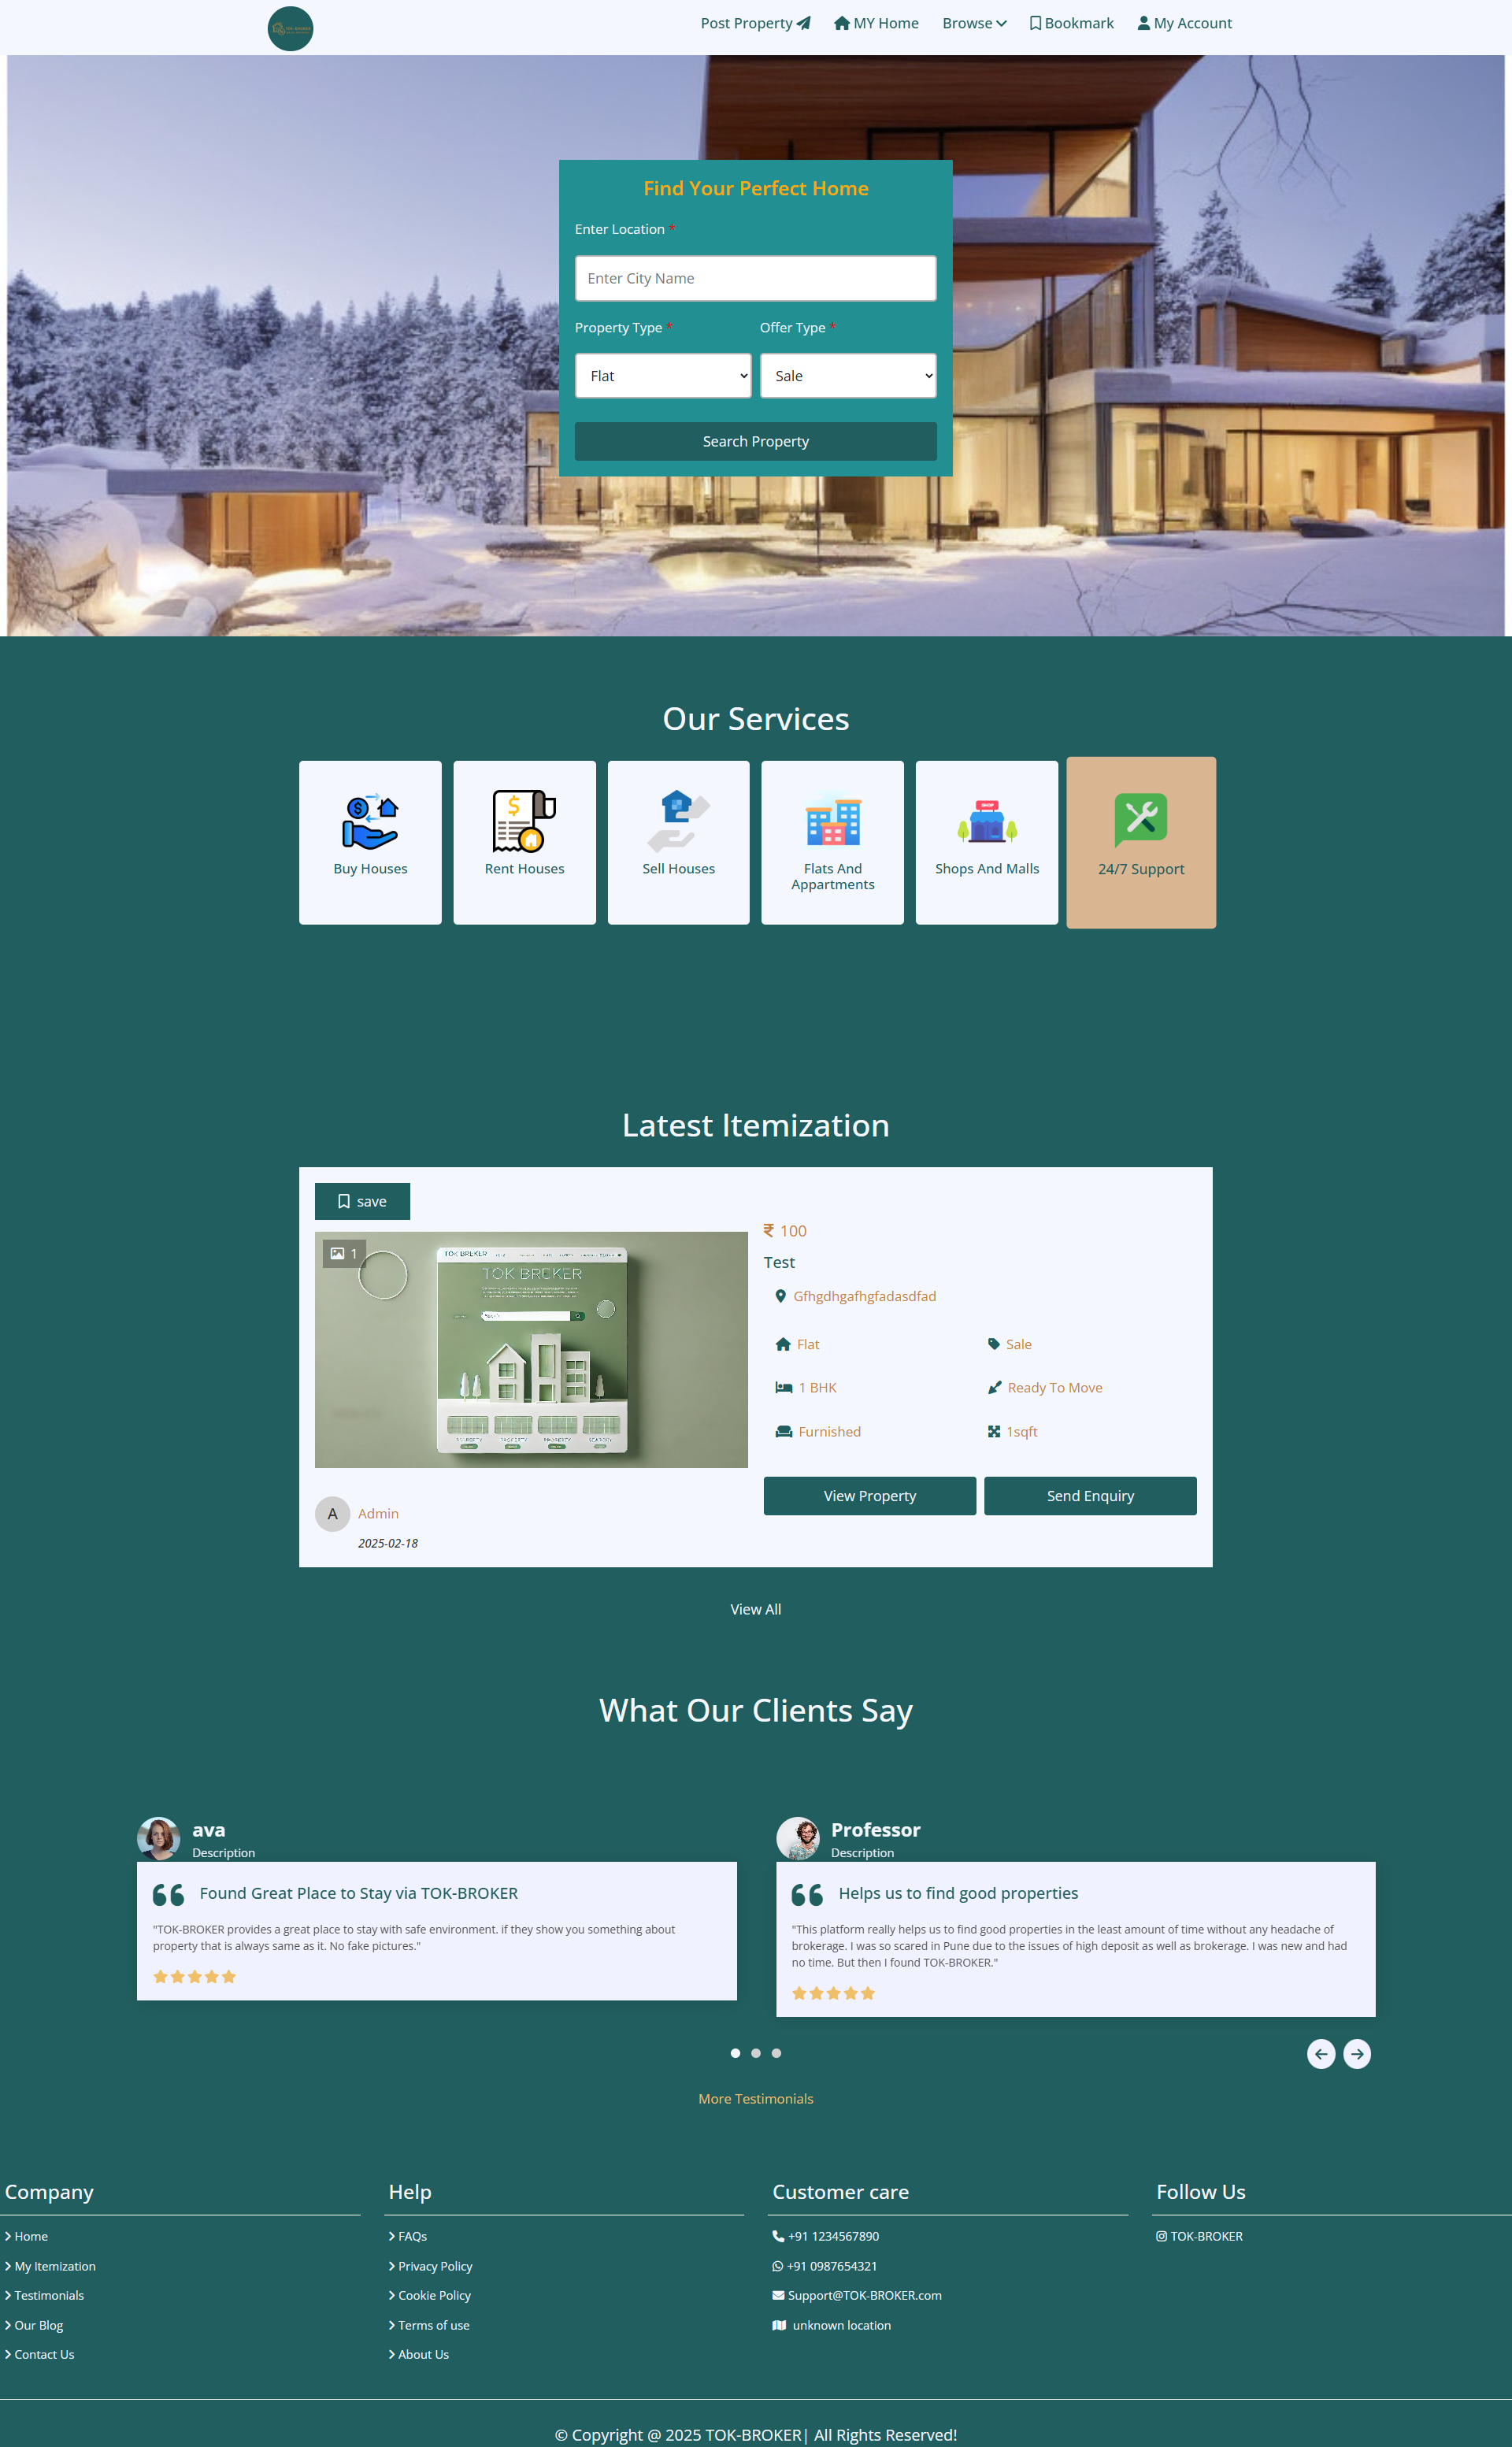 Post Property
MY Home
Browse
Bookmark
My Account
Find Your Perfect Home
Enter Location *
Enter City Name
Property Type *
Offer Type *
Flat
Sale
Search Property
Our Services
Buy Houses
Rent Houses
Sell Houses
Flats And
Appartments
Shops And Malls
SHOP
24/7 Support
Latest Itemization
save
1
TOK BREKER
TOK BREKER
A
Admin
2025-02-18
₹ 100
Test
Gfhgdhgafhgfadasdfad
Flat
Sale
1 BHK
Ready To Move
Furnished
1sqft
View Property
Send Enquiry
View All
What Our Clients Say
ava
Description
Found Great Place to Stay via TOK-BROKER
"TOK-BROKER provides a great place to stay with safe environment. if they show you something about
property that is always same as it. No fake pictures."
Professor
Description
Helps us to find good properties
"This platform really helps us to find good properties in the least amount of time without any headache of
brokerage. I was so scared in Pune due to the issues of high deposit as well as brokerage. I was new and had
no time. But then I found TOK-BROKER."
More Testimonials
Company
Home
My Itemization
Testimonials
Our Blog
Contact Us
Help
FAQs
Privacy Policy
Cookie Policy
Terms of use
About Us
Customer care
+91 1234567890
+91 0987654321
Support@TOK-BROKER.com
unknown location
Follow Us
TOK-BROKER
© Copyright @ 2025 TOK-BROKER| All Rights Reserved!